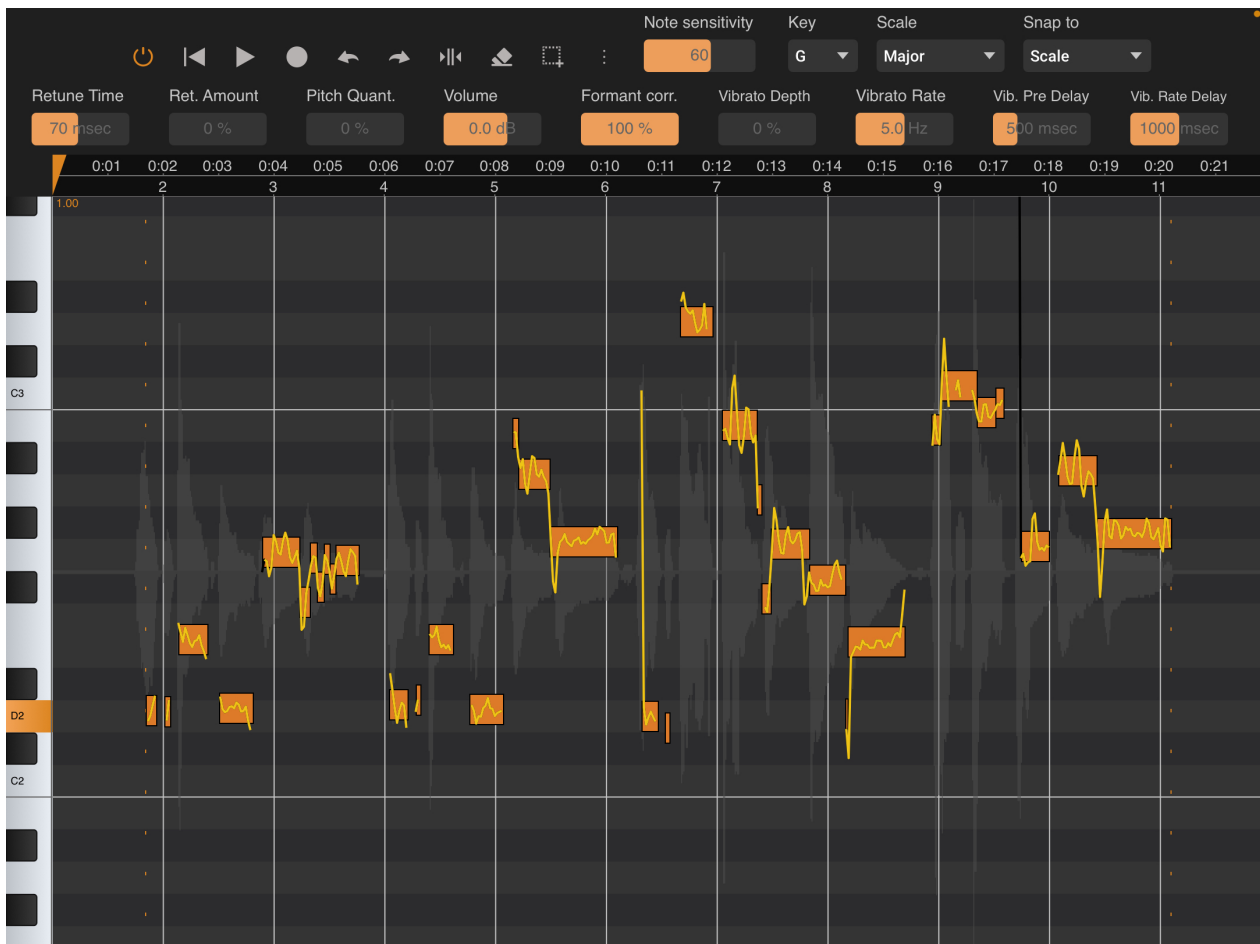 Note sensitivity Key Scale Snap to
60 G Major Scale
Retune Time Ret. Amount Pitch Quant. Volume Formant corr. Vibrato Depth Vibrato Rate Vib. Pre Delay Vib. Rate Delay
70 msec 0 % 0 % 0.0 dB 100 % 0 % 5.0 Hz 500 msec 1000 msec
0:01 0:02 0:03 0:04 0:05 0:06 0:07 0:08 0:09 0:10 0:11 0:12 0:13 0:14 0:15 0:16 0:17 0:18 0:19 0:20 0:21
2 3 4 5 6 7 8 9 10 11
1.00
C3
D2
C2